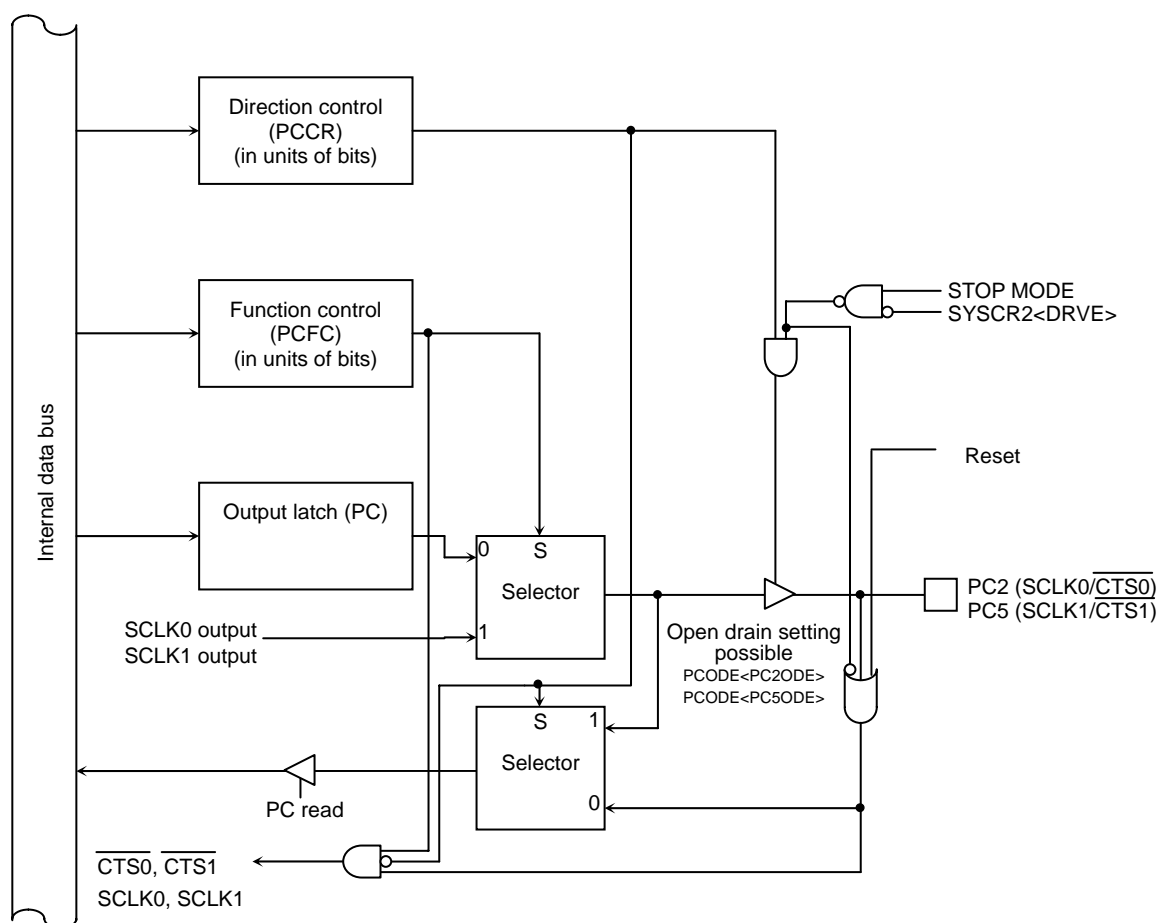 Direction control
(PCCR)
(in units of bits)
STOP MODE
SYSCR2<DRVE>
Function control
(PCFC)
(in units of bits)
Internal data bus
Reset
Output latch (PC)
0
S
Selector
1
SCLK0 output
SCLK1 output
PC2 (SCLK0/CTS0)
PC5 (SCLK1/CTS1)
Open drain setting
possible
PCODE<PC2ODE>
PCODE<PC5ODE>
S
1
Selector
0
PC read
CTS0, CTS1
SCLK0, SCLK1